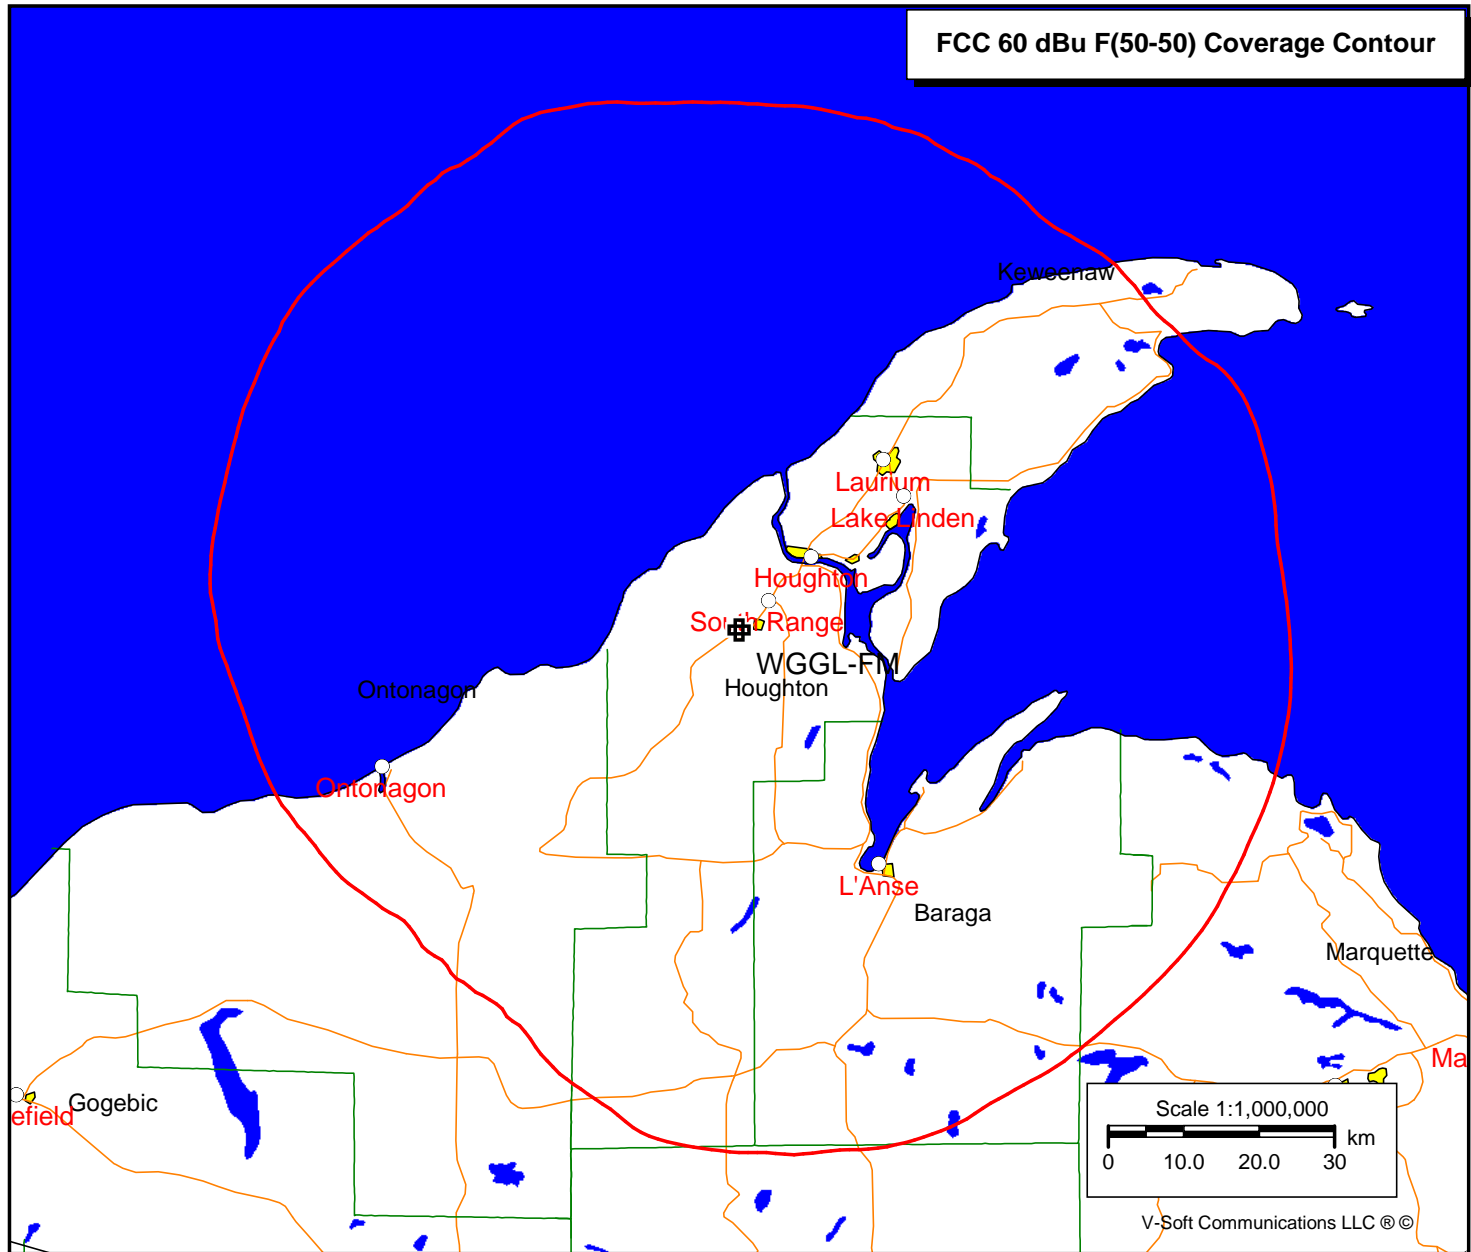 FCC 60 dBu F(50-50) Coverage Contour
Keweenaw
Laurium
Lake Linden
Houghton
South Range
WGGL-FM
Houghton
Ontonagon
Ontonagon
L'Anse
Baraga
Marquette
Ma
efield
Gogebic
Scale 1:1,000,000
km
0 10.0 20.0 30
V-Soft Communications LLC ® ©